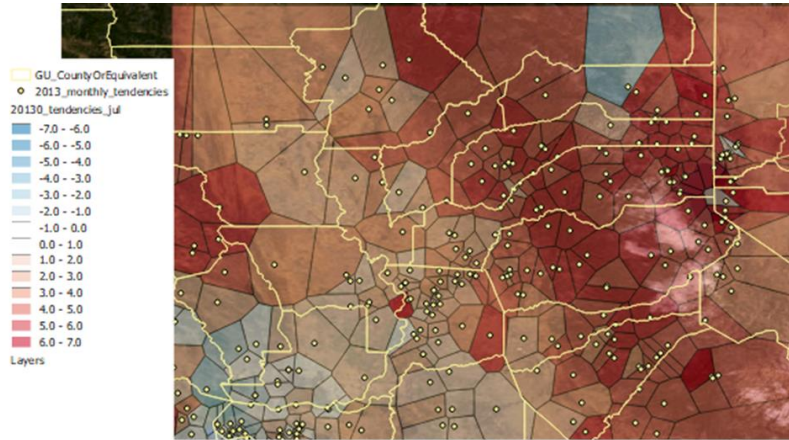 GU_CountyOrEquivalent
2013_monthly_tendencies
20130_tendencies_jul
-7.0 - -6.0
-6.0 - -5.0
-5.0 - -4.0
-4.0 - -3.0
-3.0 - -2.0
-2.0 - -1.0
-1.0 - 0.0
0.0 - 1.0
1.0 - 2.0
2.0 - 3.0
3.0 - 4.0
4.0 - 5.0
5.0 - 6.0
6.0 - 7.0
Layers